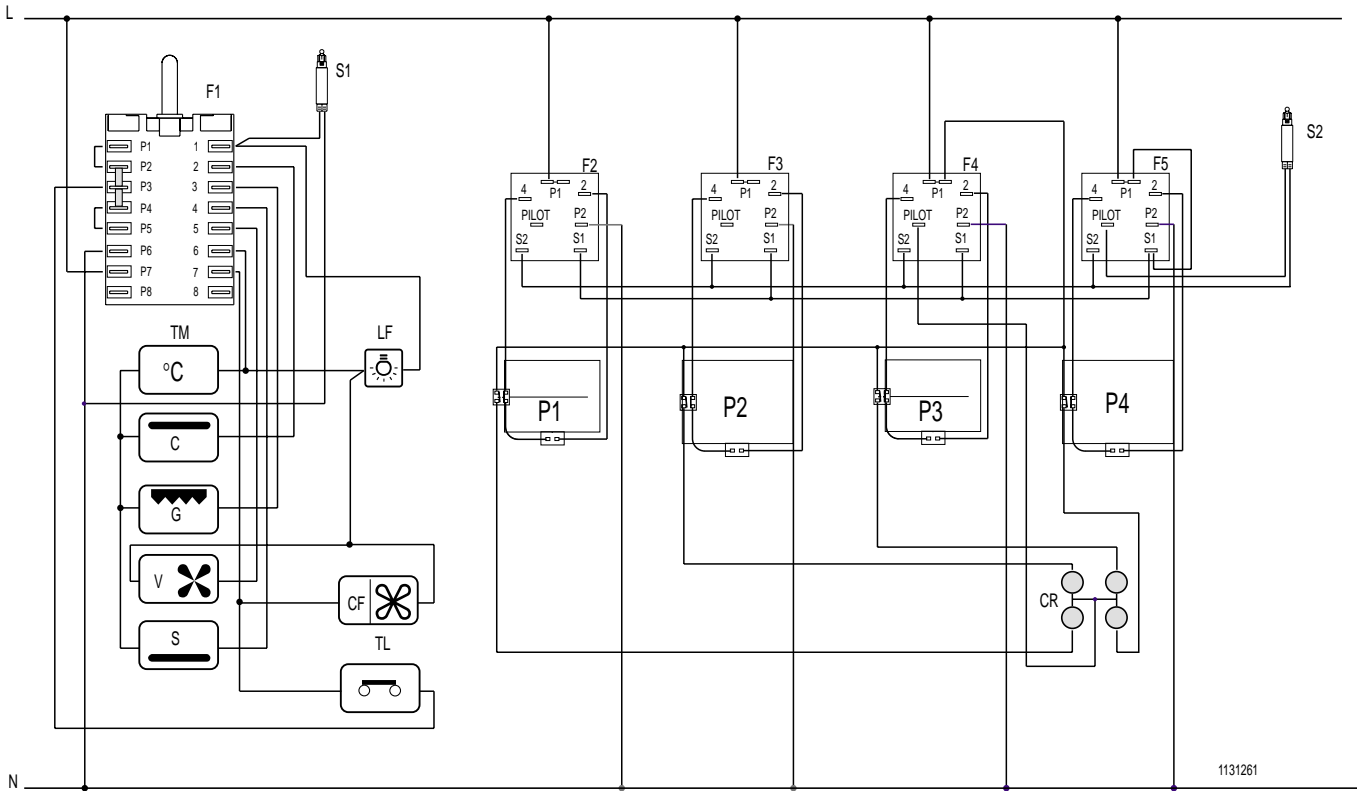 L
S1
F1
P1 1
P2 2
P3 3
P4 4
P5 5
P6 6
P7 7
P8 8
F2
4 P1 2
PILOT P2
S2 S1
F3
4 P1 2
PILOT P2
S2 S1
F4
4 P1 2
PILOT P2
S2 S1
F5
4 P1 2
PILOT P2
S2 S1
S2
TM
°C
LF
C
G
V
CF
S
TL
P1
P2
P3
P4
CR
1131261
N